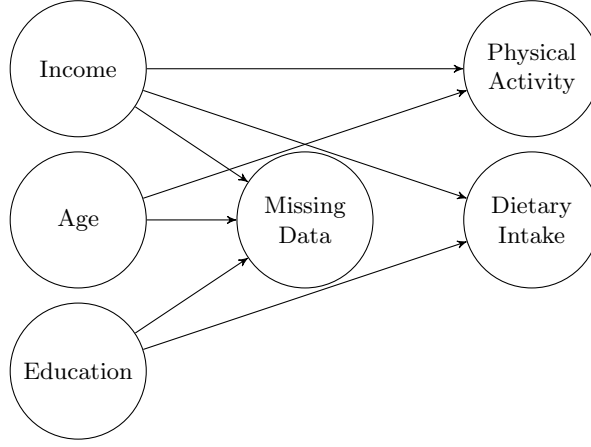 Income
Physical
Activity
Age
Missing
Data
Dietary
Intake
Education